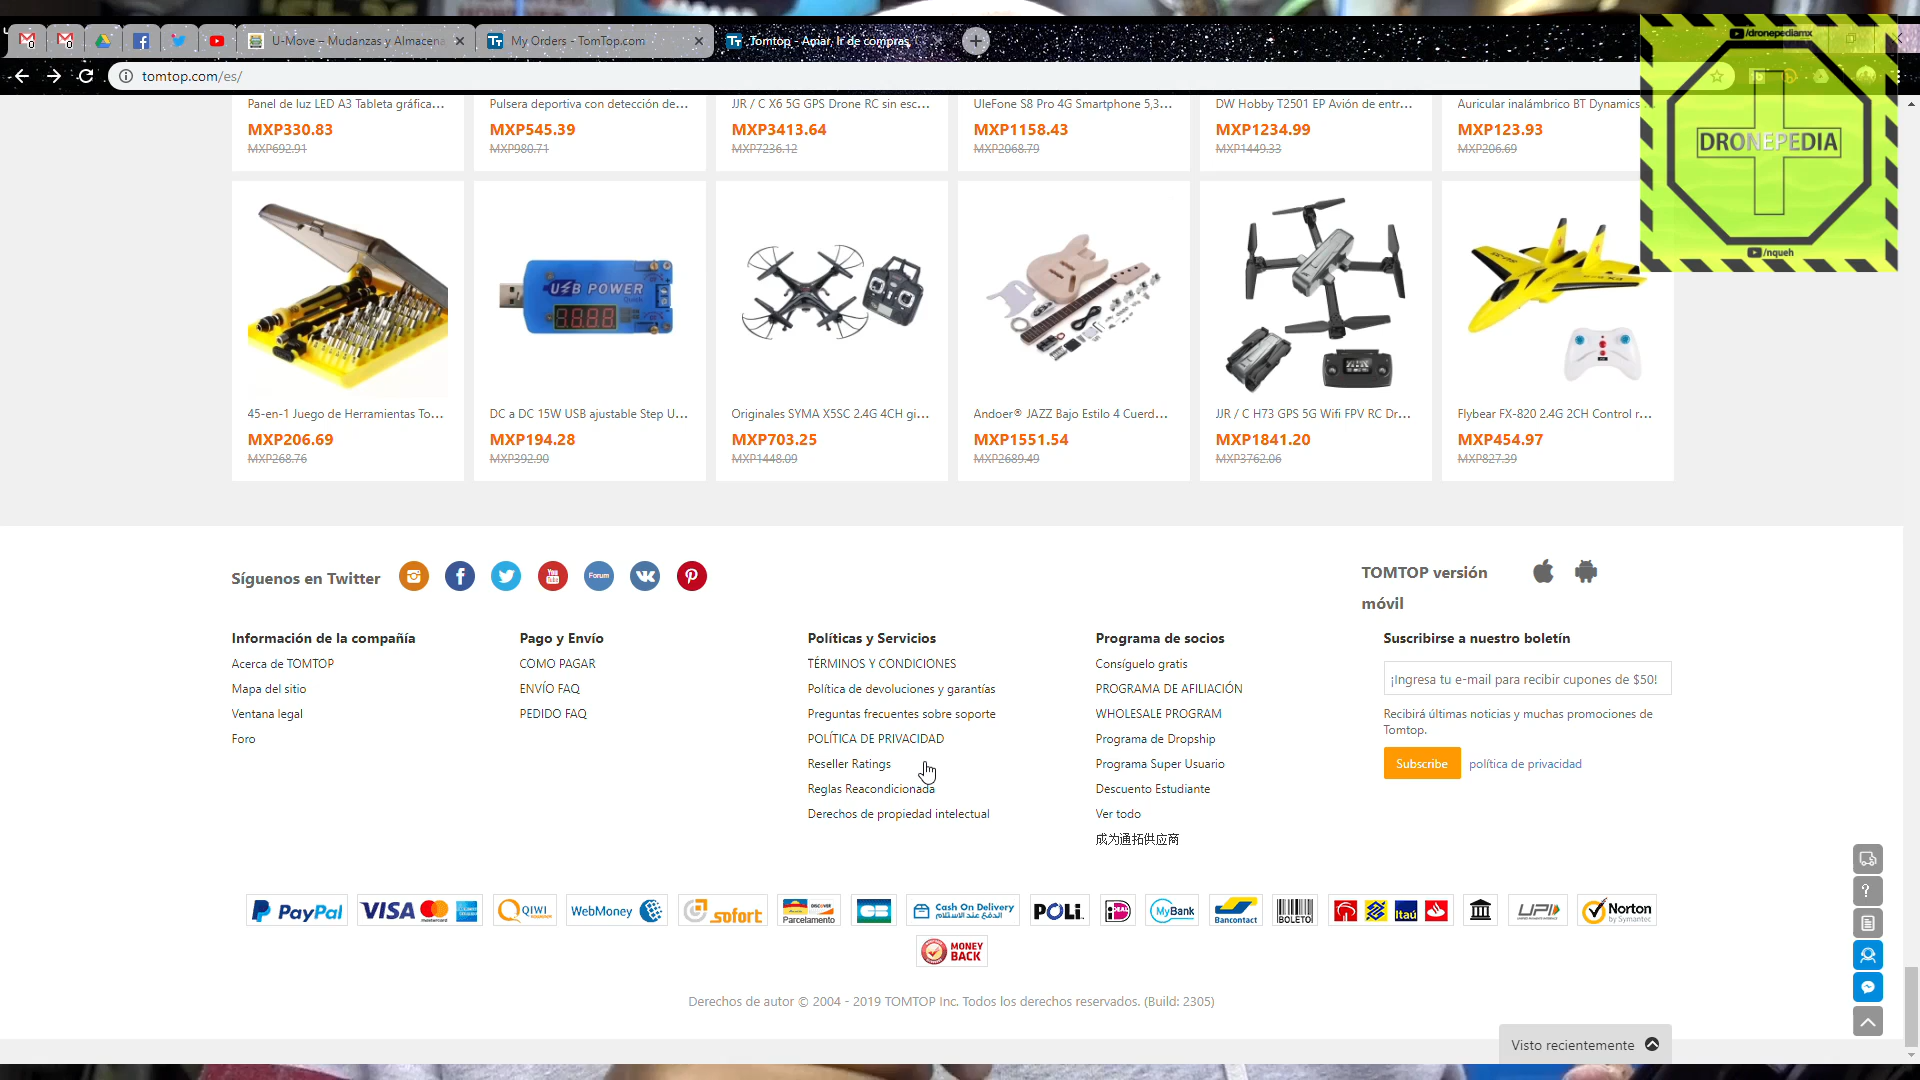 U-Move – Mudanzas y Almacena
My Orders - TomTop.com
Tomtop - Amar, Ir de compras,
tomtop.com/es/
/dronepediamx
DRONEPEDIA
/nqueh
Panel de luz LED A3 Tableta gráfica...
MXP330.83
MXP692.91
Pulsera deportiva con detección de...
MXP545.39
MXP980.71
JJR / C X6 5G GPS Drone RC sin esc...
MXP3413.64
MXP7236.12
UleFone S8 Pro 4G Smartphone 5,3...
MXP1158.43
MXP2068.79
DW Hobby T2501 EP Avión de entr...
MXP1234.99
MXP1449.33
Auricular inalámbrico BT Dynamics
MXP123.93
MXP206.69
USB POWER
45-en-1 Juego de Herramientas To...
MXP206.69
MXP268.76
DC a DC 15W USB ajustable Step U...
MXP194.28
MXP392.90
Originales SYMA X5SC 2.4G 4CH gi...
MXP703.25
MXP1448.09
Andoer® JAZZ Bajo Estilo 4 Cuerd...
MXP1551.54
MXP2689.49
JJR / C H73 GPS 5G Wifi FPV RC Dr...
MXP1841.20
MXP3762.06
Flybear FX-820 2.4G 2CH Control r...
MXP454.97
MXP827.39
Síguenos en Twitter
You
Tube
Forum
TOMTOP versión
móvil
Información de la compañía
Acerca de TOMTOP
Mapa del sitio
Ventana legal
Foro
Pago y Envío
COMO PAGAR
ENVÍO FAQ
PEDIDO FAQ
Políticas y Servicios
TÉRMINOS Y CONDICIONES
Política de devoluciones y garantías
Preguntas frecuentes sobre soporte
POLÍTICA DE PRIVACIDAD
Reseller Ratings
Reglas Reacondicionada
Derechos de propiedad intelectual
Programa de socios
Consíguelo gratis
PROGRAMA DE AFILIACIÓN
WHOLESALE PROGRAM
Programa de Dropship
Programa Super Usuario
Descuento Estudiante
Ver todo
成为通拓供应商
Suscribirse a nuestro boletín
¡Ingresa tu e-mail para recibir cupones de $50!
Recibirá últimas noticias y muchas promociones de
Tomtop.
Subscribe política de privacidad
PayPal
VISA
QIWI
WebMoney
sofort
DISCOVER
Parcelamento
CB
Cash On Delivery
الدفع عند الاستلام
POLi
iDEAL
MyBank
Bancontact
BOLETO
Itaú
UPI
Norton
by Symantec
MONEY
BACK
Derechos de autor © 2004 - 2019 TOMTOP Inc. Todos los derechos reservados. (Build: 2305)
Visto recientemente